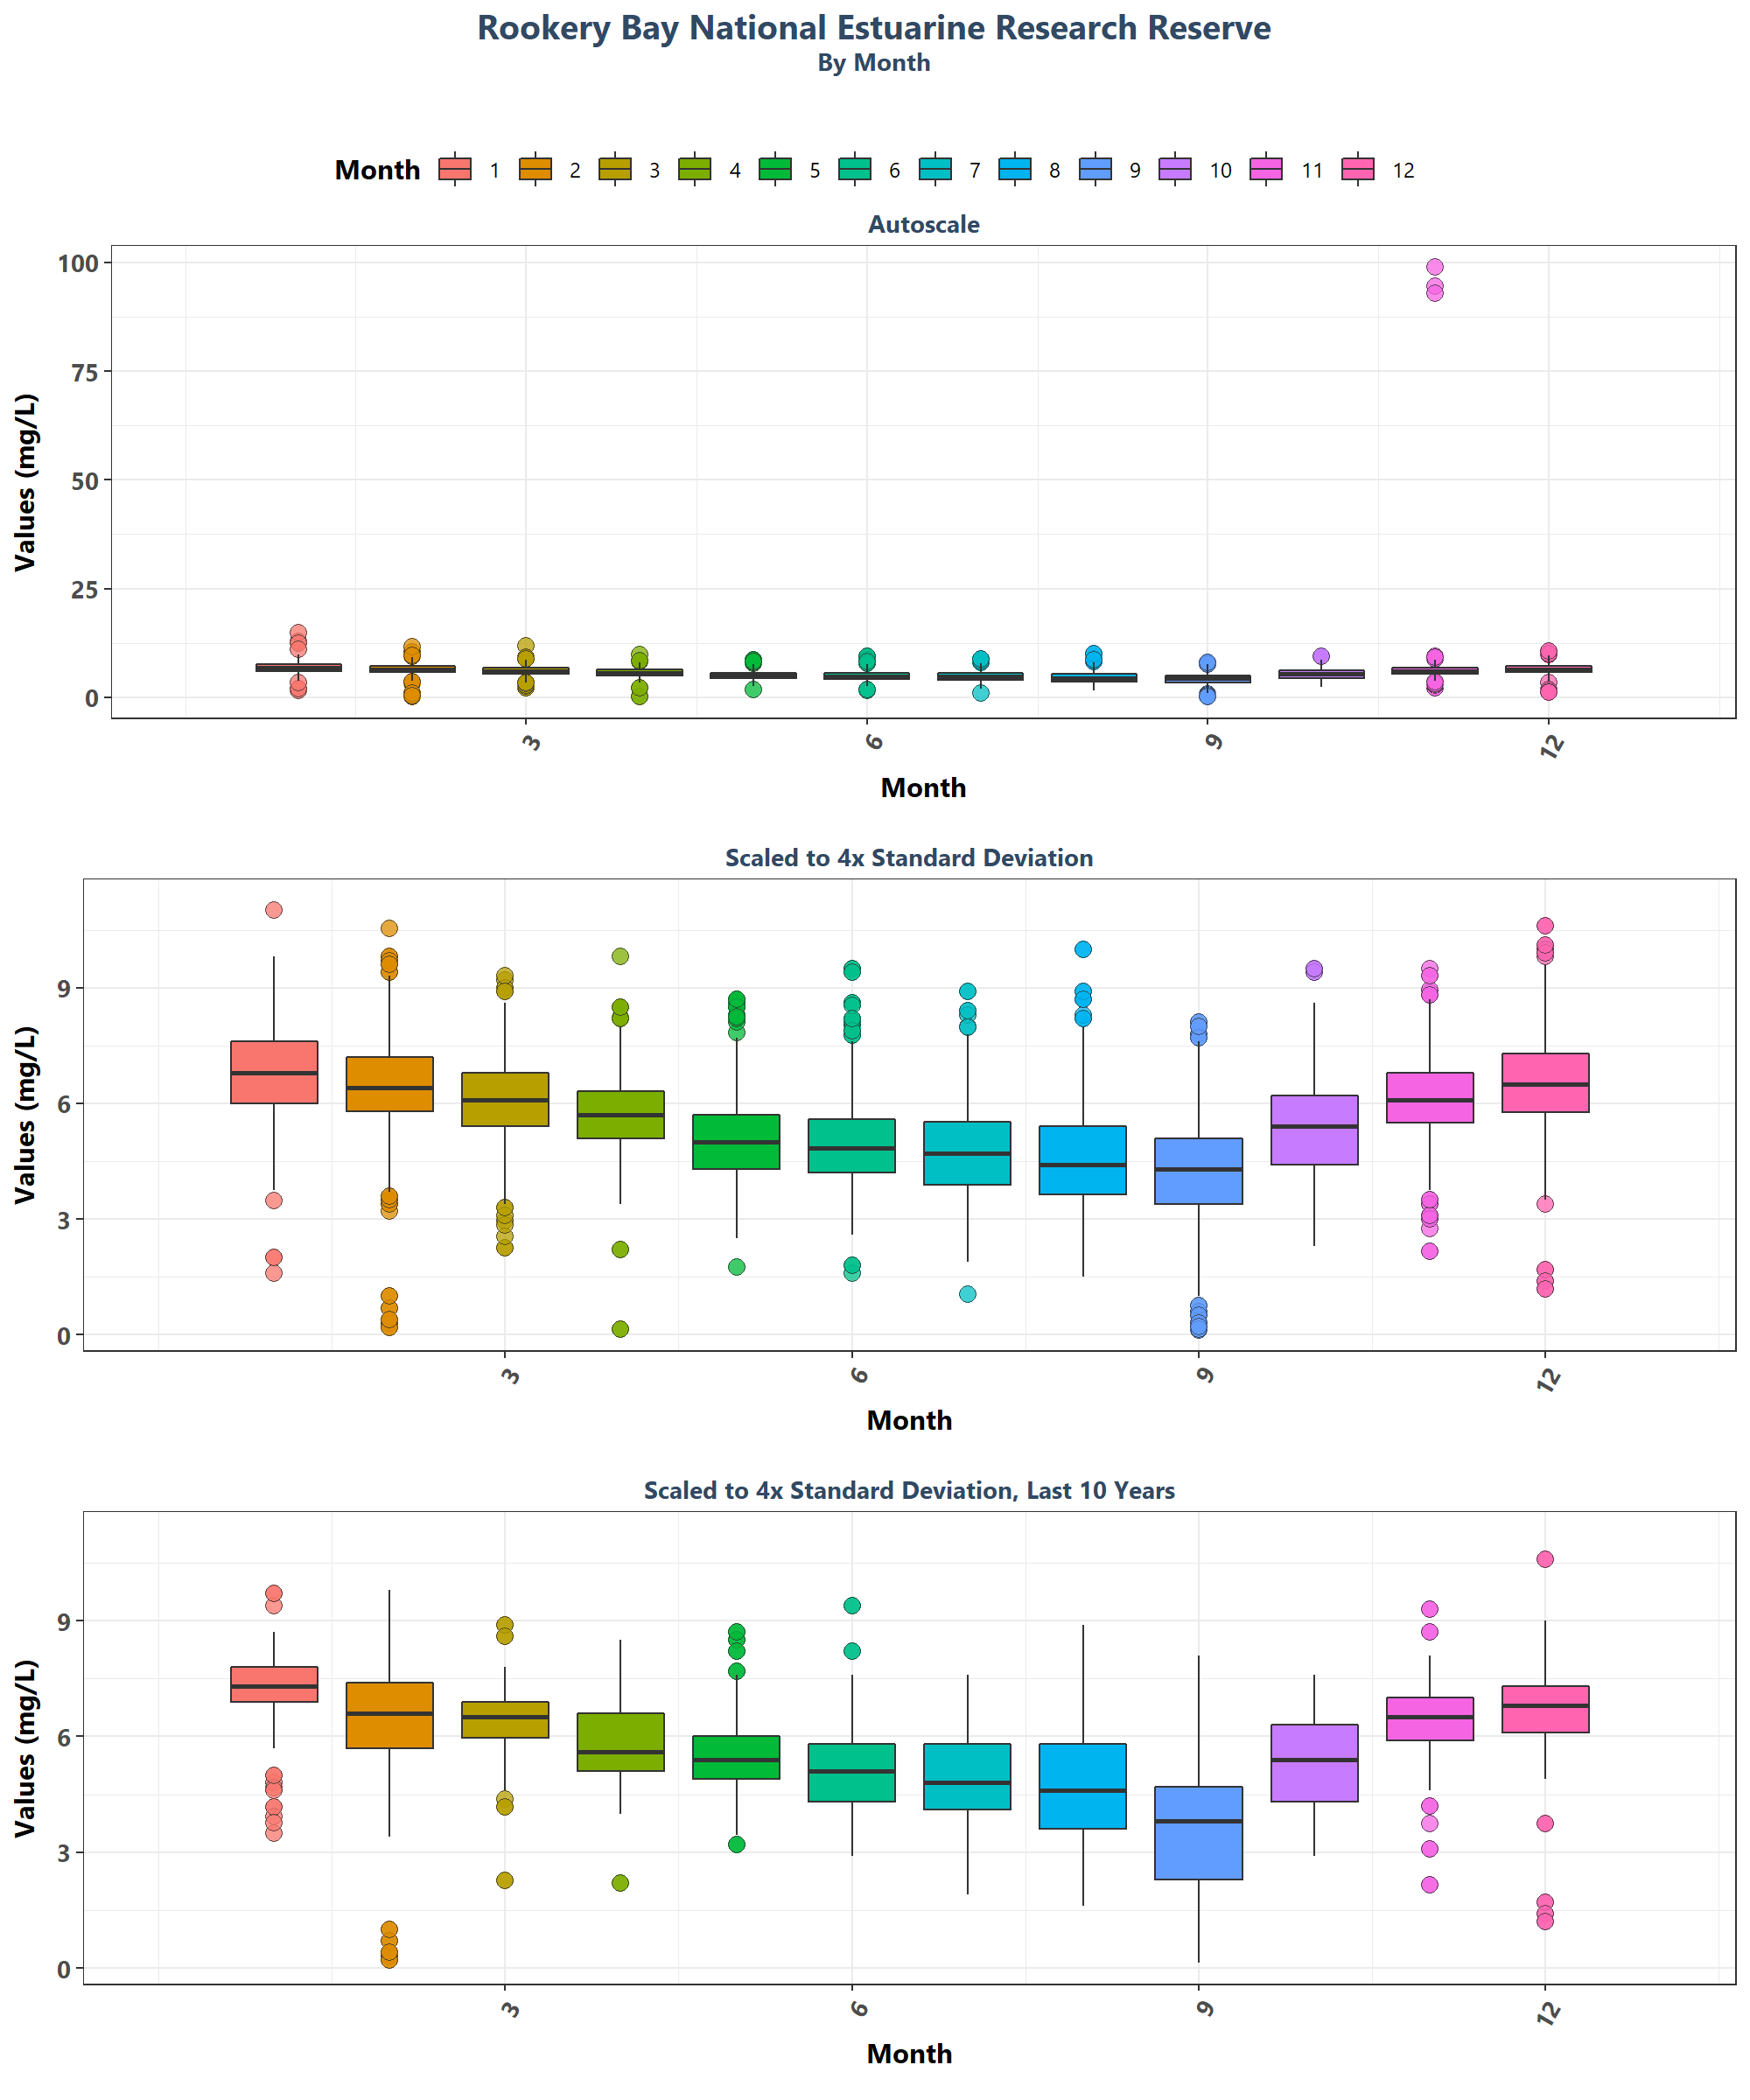 Rookery Bay National Estuarine Research Reserve
By Month
Month 1 2 3 4 5 6 7 8 9 10 11 12
Autoscale
Values (mg/L)
100
75
50
25
0
3 6 9 12
Month
Scaled to 4x Standard Deviation
Values (mg/L)
9
6
3
0
3 6 9 12
Month
Scaled to 4x Standard Deviation, Last 10 Years
Values (mg/L)
9
6
3
0
3 6 9 12
Month